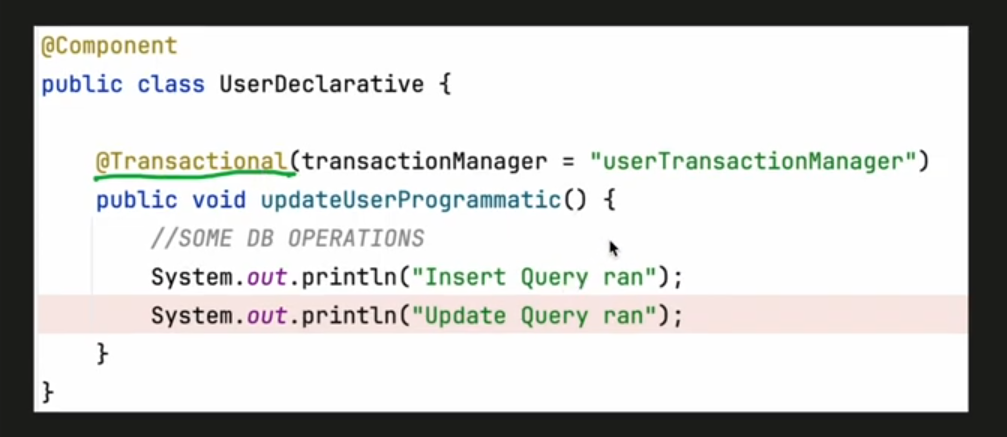 @Component
public class UserDeclarative {
@Transactional(transactionManager = "userTransactionManager")
public void updateUserProgrammatic() {
//SOME DB OPERATIONS
System.out.println("Insert Query ran");
System.out.println("Update Query ran");
}
}